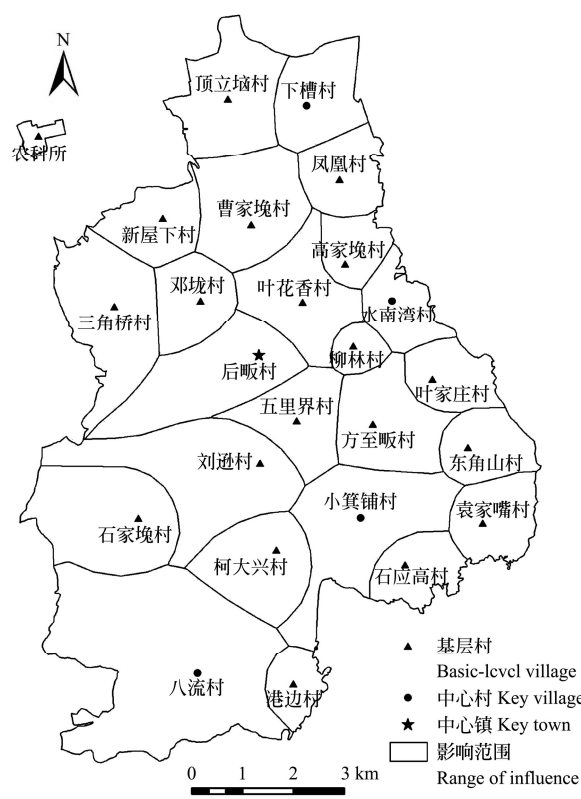 N
顶立垴村
下槽村
农科所
凤凰村
曹家堍村
新屋下村
高家堍村
邓垅村
叶花香村
三角桥村
水南湾村
柳林村
后畈村
叶家庄村
五里界村
方至畈村
刘逊村
东角山村
小箕铺村
袁家嘴村
石家堍村
柯大兴村
石应高村
基层村
Basic-lcvcl village
八流村
港边村
中心村 Key village
中心镇 Key town
影响范围
Range of influence
0 1 2 3 km